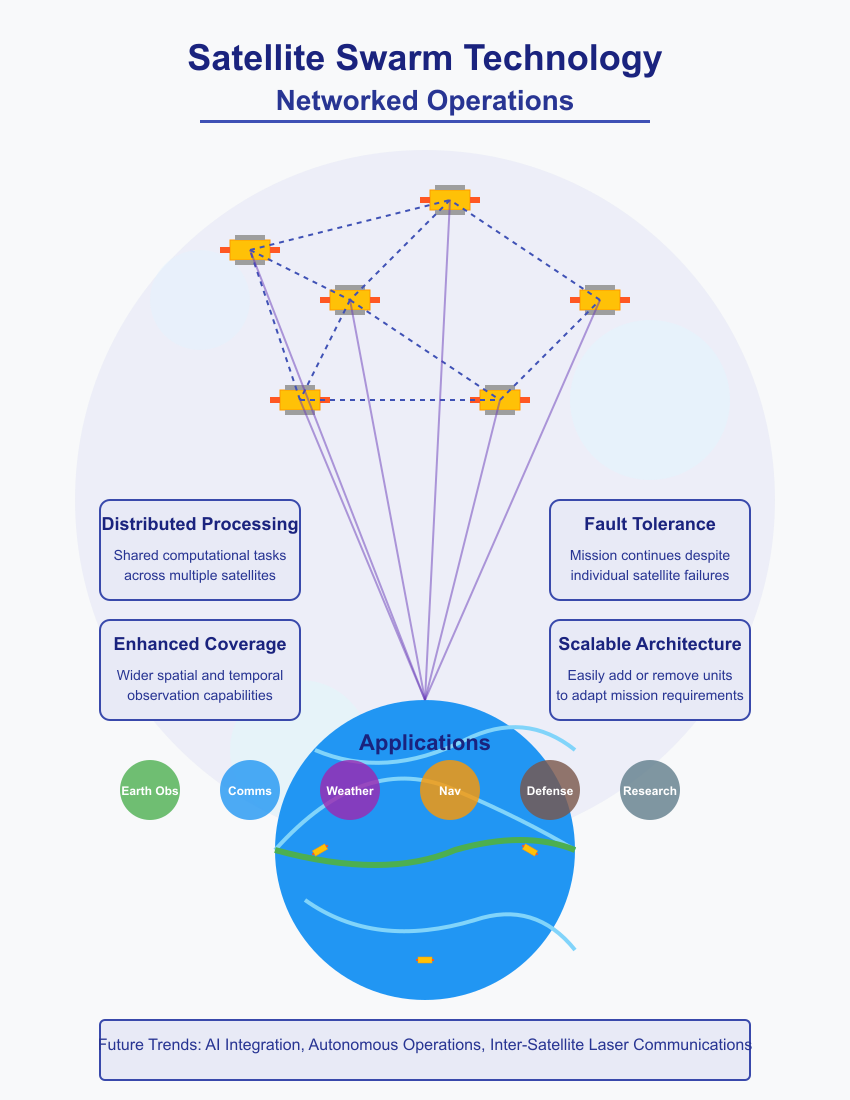 Satellite Swarm Technology
Networked Operations
Distributed Processing
Shared computational tasks
across multiple satellites
Fault Tolerance
Mission continues despite
individual satellite failures
Enhanced Coverage
Wider spatial and temporal
observation capabilities
Scalable Architecture
Easily add or remove units
to adapt mission requirements
Applications
Earth Obs
Comms
Weather
Nav
Defense
Research
Future Trends: AI Integration, Autonomous Operations, Inter-Satellite Laser Communications